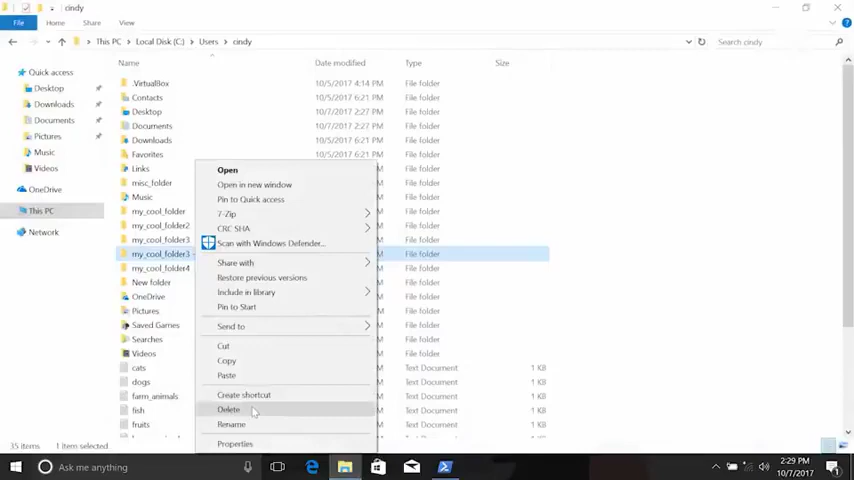 cindy
File Home Share View
This PC Local Disk (C:) Users cindy Search cindy
Name Date modified Type Size
Quick access
Desktop
Downloads
Documents
Pictures
Music
Videos
OneDrive
This PC
Network
.VirtualBox 10/5/2017 4:14 PM File folder
Contacts 10/5/2017 6:21 PM File folder
Desktop 10/7/2017 2:27 PM File folder
Documents 10/7/2017 2:27 PM File folder
Downloads 10/5/2017 6:21 PM File folder
Favorites 10/5/2017 6:21 PM File folder
Links M File folder
misc_folder M File folder
Music M File folder
my_cool_folder M File folder
my_cool_folder2 M File folder
my_cool_folder3 M File folder
my_cool_folder3 - M File folder
my_cool_folder4 M File folder
New folder M File folder
OneDrive M File folder
Pictures M File folder
Saved Games M File folder
Searches M File folder
Videos M File folder
cats M Text Document 1 KB
dogs M Text Document 1 KB
farm_animals M Text Document 1 KB
fish M Text Document 1 KB
fruits M Text Document 1 KB
Open
Open in new window
Pin to Quick access
7-Zip
CRC SHA
Scan with Windows Defender...
Share with
Restore previous versions
Include in library
Pin to Start
Send to
Cut
Copy
Paste
Create shortcut
Delete
Rename
Properties
35 items 1 item selected
Ask me anything
2:29 PM
10/7/2017